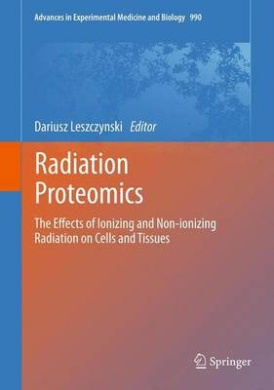 Advances in Experimental Medicine and Biology 990
Dariusz Leszczynski Editor
Radiation
Proteomics
The Effects of Ionizing and Non-ionizing
Radiation on Cells and Tissues
Springer